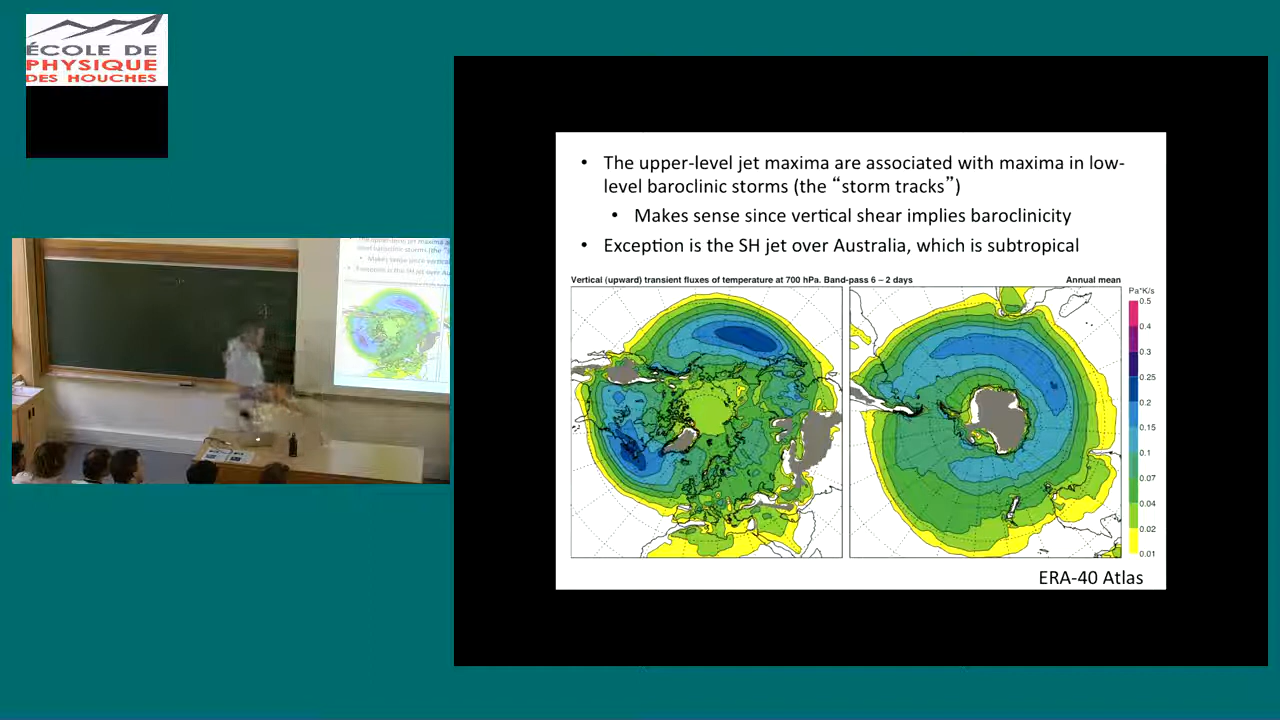 ÉCOLE DE
PHYSIQUE
DES HOUCHES
• The upper-level jet maxima are associated with maxima in low-
level baroclinic storms (the “storm tracks”)
• Makes sense since vertical shear implies baroclinicity
• Exception is the SH jet over Australia, which is subtropical
Vertical (upward) transient fluxes of temperature at 700 hPa. Band-pass 6 – 2 days
Annual mean
Pa*K/s
0.5
0.4
0.3
0.25
0.2
0.15
0.1
0.07
0.04
0.02
0.01
ERA-40 Atlas